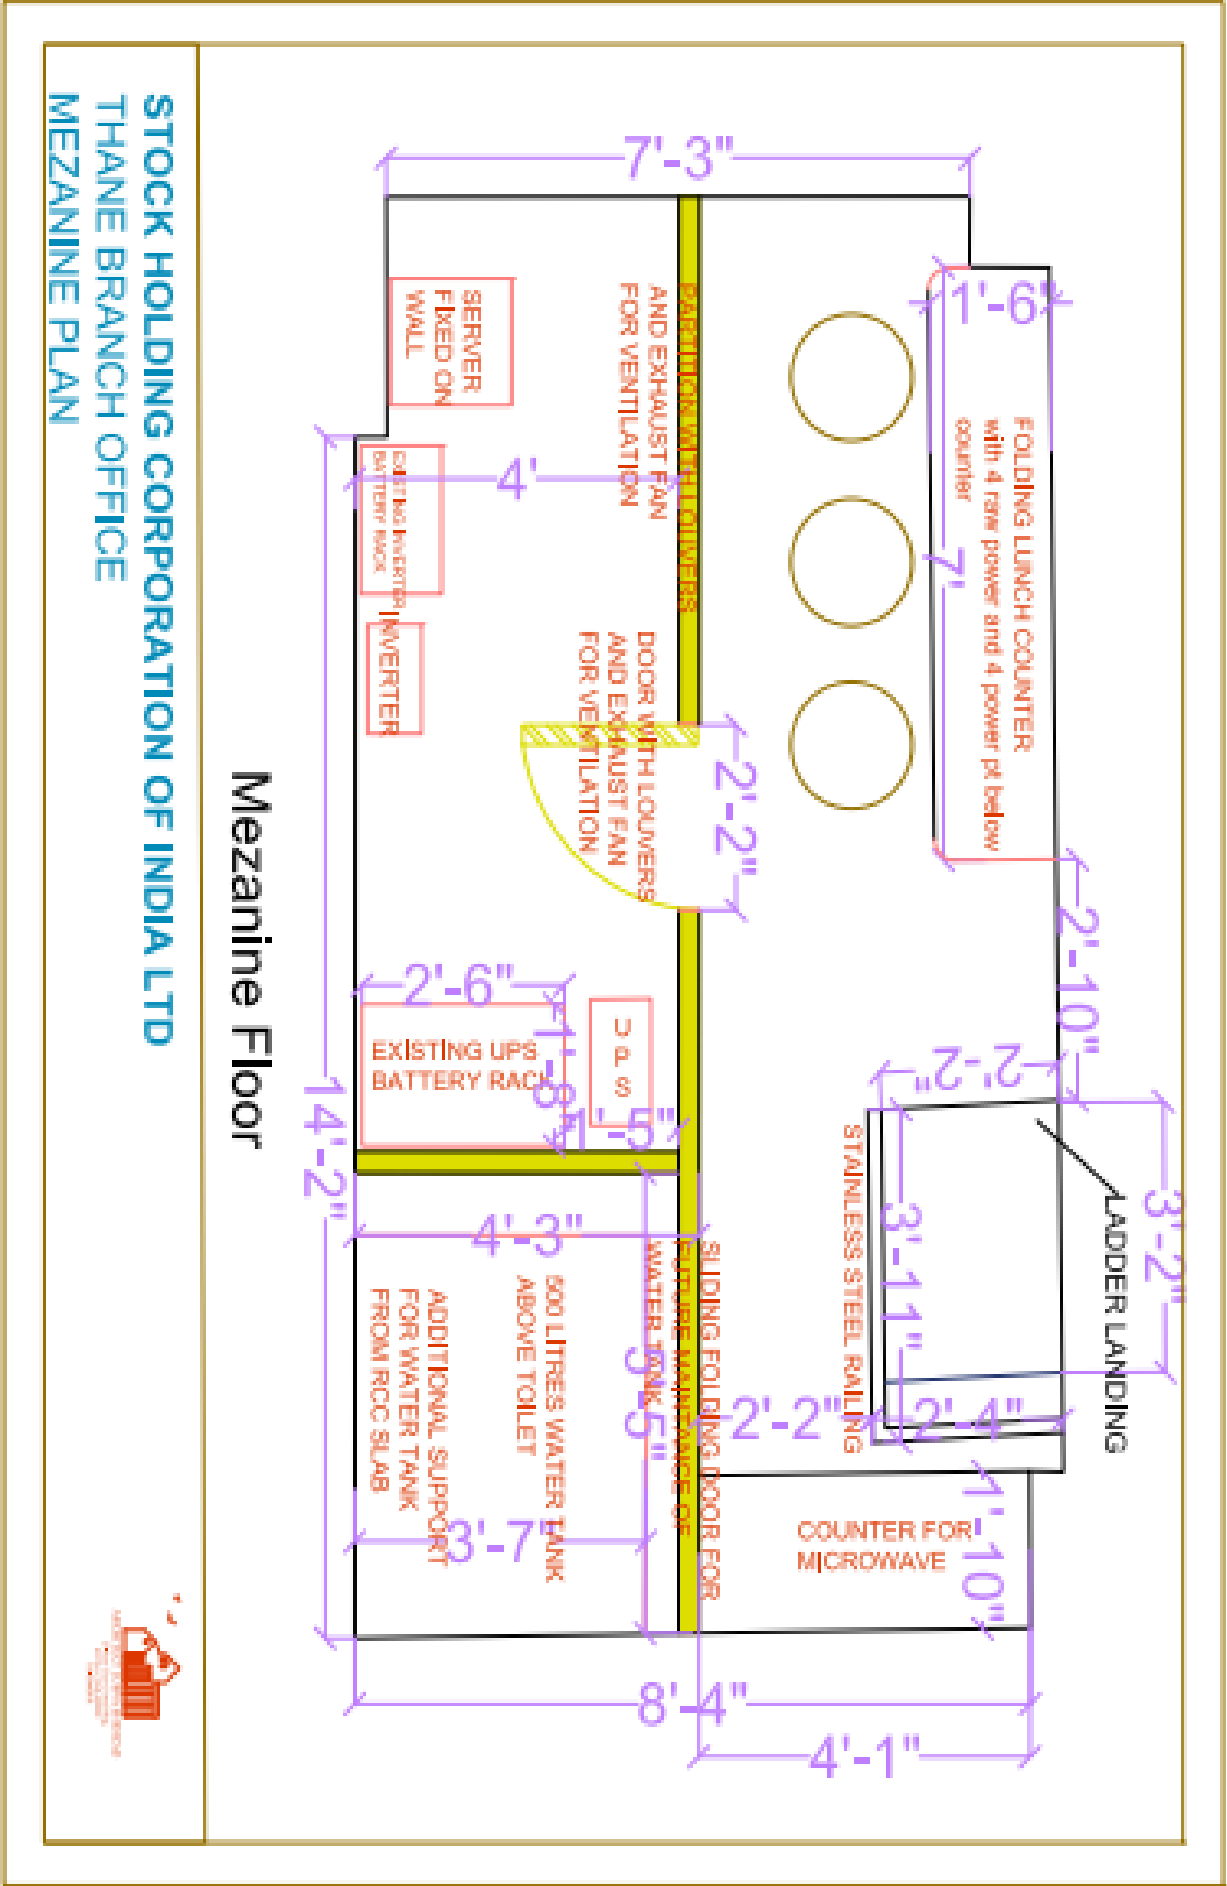 STOCK HOLDING CORPORATION OF INDIA LTD
THANE BRANCH OFFICE
MEZANINE PLAN
Mezanine Floor
7'-3"
1'-6"
FOLDING LUNCH COUNTER
with 4 raw power and 4 power pt below
counter
7'
PARTITION WITH LOUVERS
AND EXHAUST FAN
FOR VENTILATION
SERVER
FIXED ON
WALL
4'
EXISTING INVERTER
BATTERY RACK
INVERTER
DOOR WITH LOUVERS
AND EXHAUST FAN
FOR VENTILATION
2'-2"
2'-10"
2'-6"
EXISTING UPS
BATTERY RACK
1'-8"
U
P
S
1'-5"
14'-2"
2'-2"
3'-2"
LADDER LANDING
STAINLESS STEEL RAILING
3'-11"
4'-3"
SLIDING FOLDING DOOR FOR
FUTURE MAINTANCE OF
WATER TANK
5'-5"
500 LITRES WATER TANK
ABOVE TOILET
ADDITIONAL SUPPORT
FOR WATER TANK
FROM RCC SLAB
2'-2"
2'-4"
3'-7"
COUNTER FOR
MICROWAVE
1'-10"
8'-4"
4'-1"